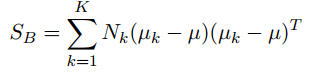 $S_B = \sum_{k=1}^{K} N_k(\mu_k - \mu)(\mu_k - \mu)^T$